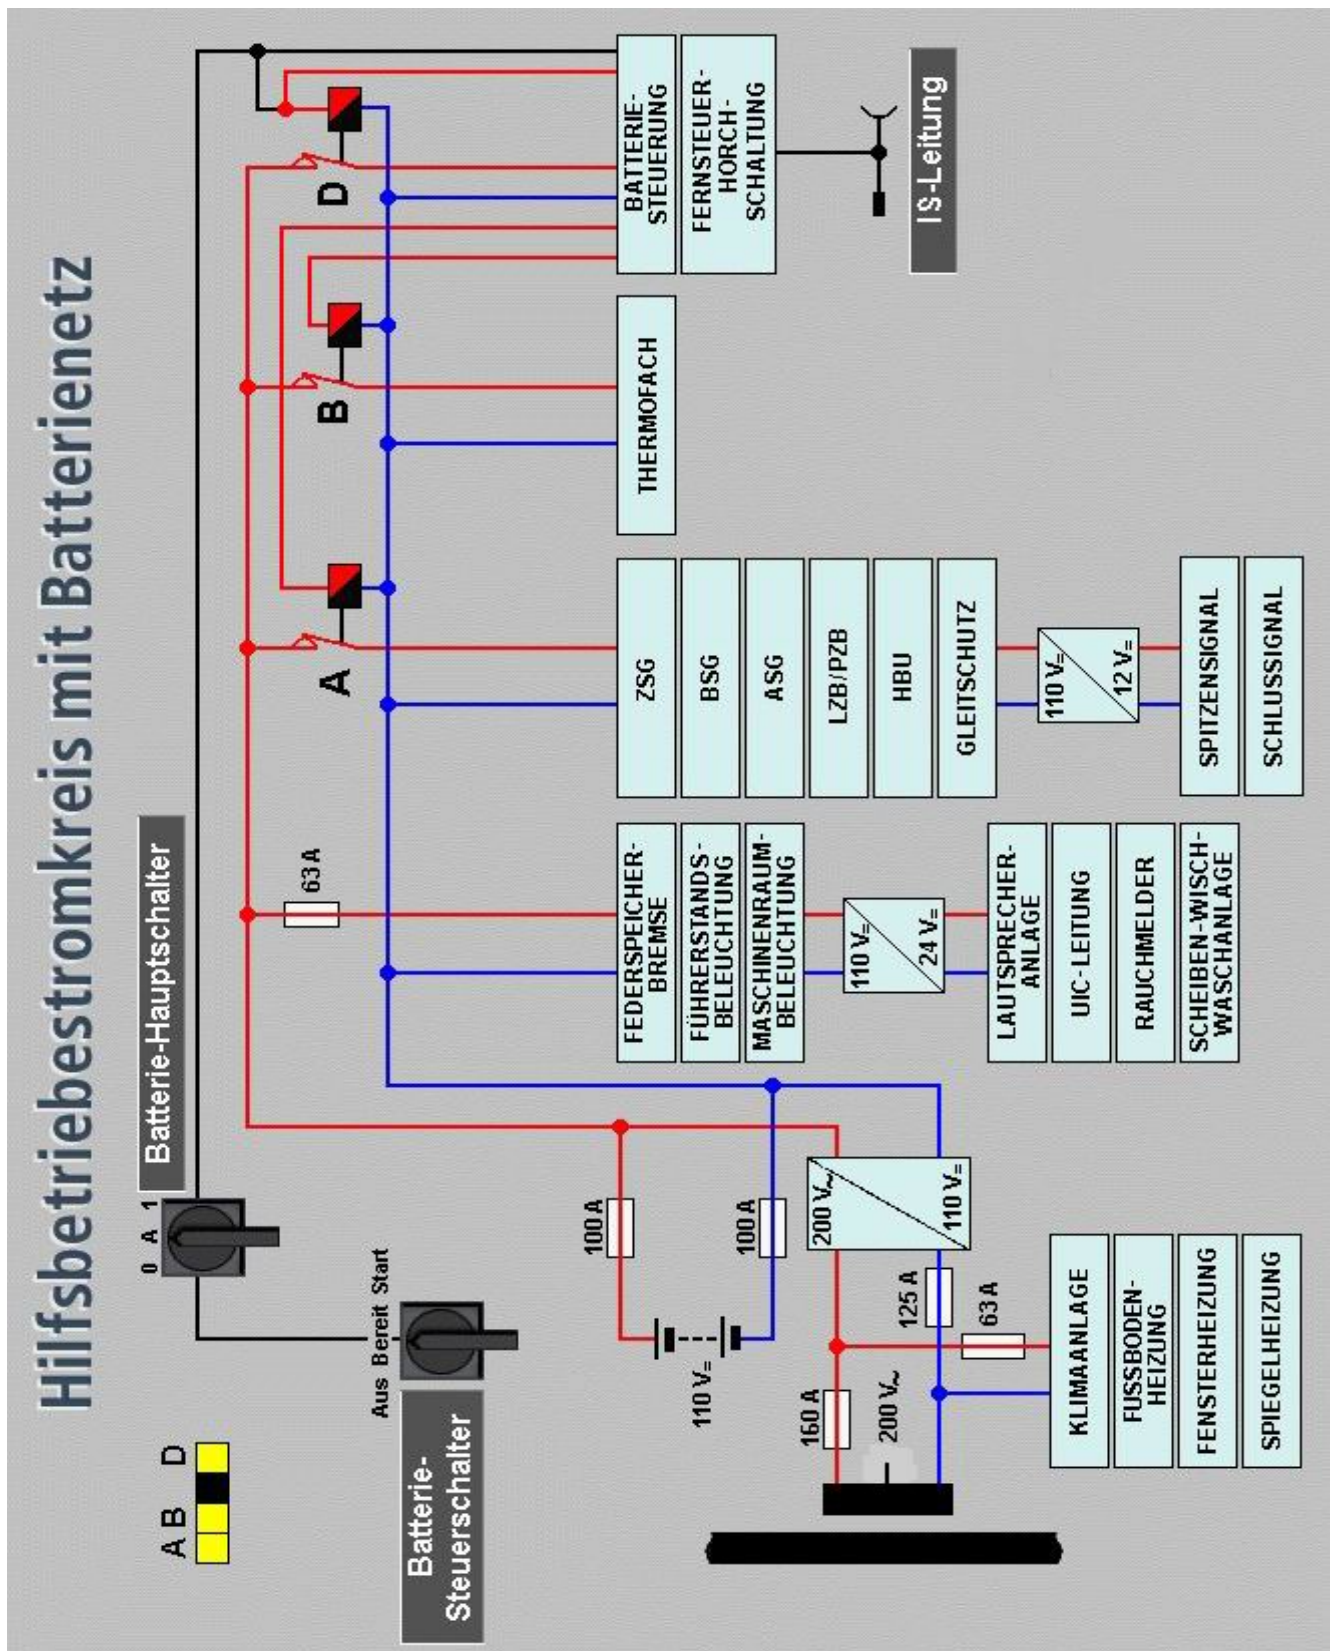 Hilfsbetriebestromkreis mit Batterienetz
A B D
Batterie-
Steuerschalter
Aus Bereit Start
0 A 1
Batterie-Hauptschalter
63 A
A
B
D
100 A
110 V=
100 A
160 A
200 V~
125 A
63 A
200 V~
110 V=
KLIMAANLAGE
FUSSBODEN-
HEIZUNG
FENSTERHEIZUNG
SPIEGELHEIZUNG
FEDERSPEICHER-
BREMSE
FÜHRERSTANDS-
BELEUCHTUNG
MASCHINENRAUM-
BELEUCHTUNG
110 V=
24 V=
LAUTSPRECHER-
ANLAGE
UIC-LEITUNG
RAUCHMELDER
SCHEIBEN-WISCH-
WASCHANLAGE
ZSG
BSG
ASG
LZB/PZB
HBU
GLEITSCHUTZ
110 V=
12 V=
SPITZENSIGNAL
SCHLUSSIGNAL
THERMOFACH
BATTERIE-
STEUERUNG
FERNSTEUER-
HORCH-
SCHALTUNG
IS-Leitung